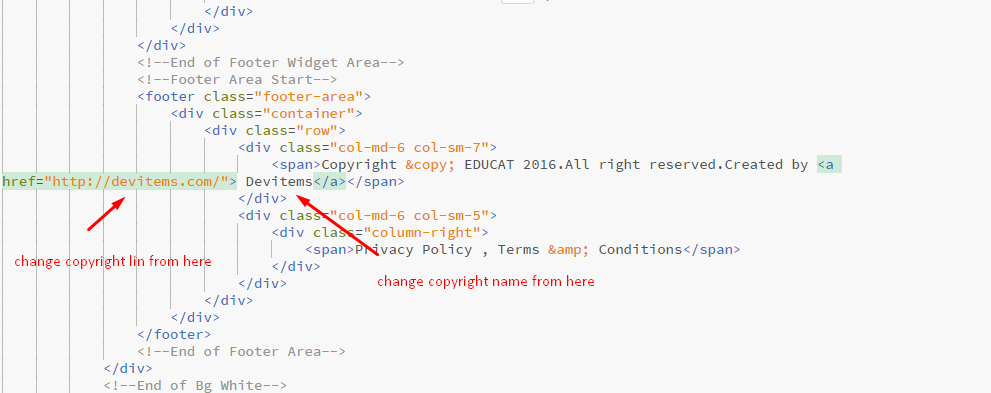 </div>
</div>
</div>
<!--End of Footer Widget Area-->
<!--Footer Area Start-->
<footer class="footer-area">
<div class="container">
<div class="row">
<div class="col-md-6 col-sm-7">
<span>Copyright &copy; EDUCAT 2016.All right reserved.Created by <a
href="http://devitems.com/"> Devitems</a></span>
</div>
<div class="col-md-6 col-sm-5">
<div class="column-right">
<span>Privacy Policy , Terms &amp; Conditions</span>
change copyright lin from here
</div>
change copyright name from here
</div>
</div>
</div>
</footer>
<!--End of Footer Area-->
</div>
<!--End of Bg White-->